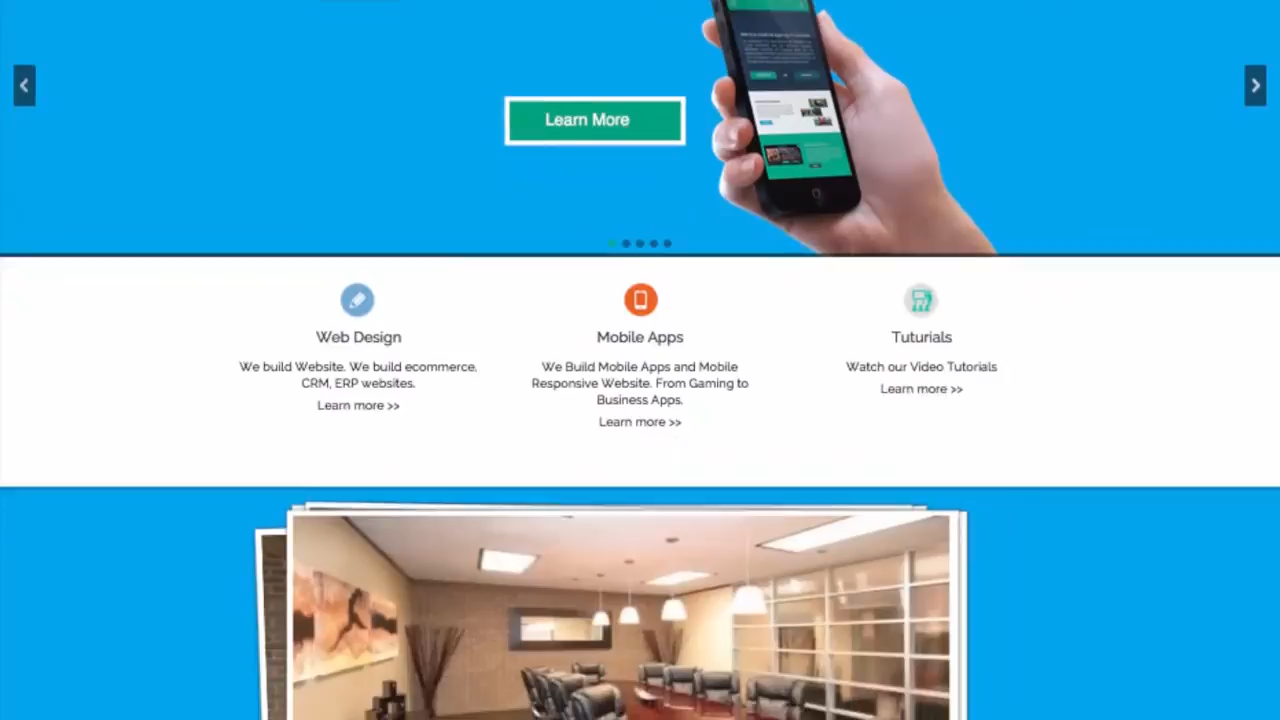 Learn More
Web Design
We build Website. We build ecommerce,
CRM, ERP websites.
Learn more >>
Mobile Apps
We Build Mobile Apps and Mobile
Responsive Website. From Gaming to
Business Apps.
Learn more >>
Tuturials
Watch our Video Tutorials
Learn more >>